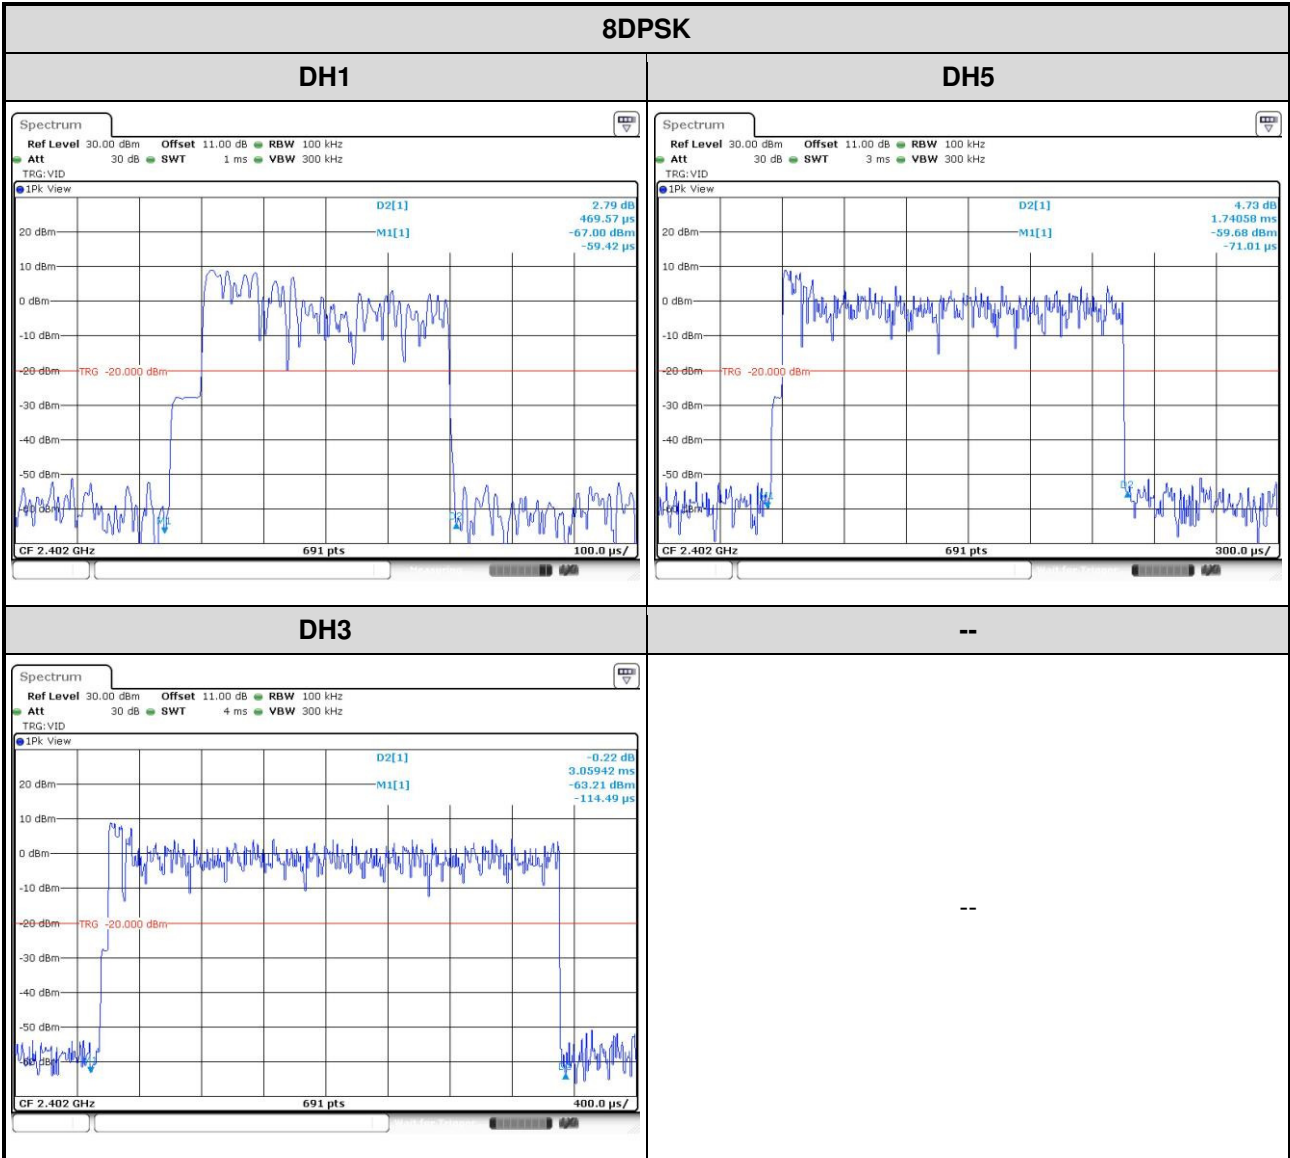 8DPSK
DH1
DH5
Spectrum
Ref Level 30.00 dBm Offset 11.00 dB RBW 100 kHz
Att 30 dB SWT 1 ms VBW 300 kHz
TRG:VID
1Pk View
D2[1] 2.79 dB
469.57 µs
M1[1] -67.00 dBm
-59.42 µs
20 dBm
10 dBm
0 dBm
-10 dBm
-20 dBm
TRG -20.000 dBm
-30 dBm
-40 dBm
-50 dBm
CF 2.402 GHz 691 pts 100.0 µs/
Spectrum
Ref Level 30.00 dBm Offset 11.00 dB RBW 100 kHz
Att 30 dB SWT 3 ms VBW 300 kHz
TRG:VID
1Pk View
D2[1] 4.73 dB
1.74058 ms
M1[1] -59.68 dBm
-71.01 µs
20 dBm
10 dBm
0 dBm
-10 dBm
-20 dBm
TRG -20.000 dBm
-30 dBm
-40 dBm
-50 dBm
CF 2.402 GHz 691 pts 300.0 µs/
DH3
--
Spectrum
Ref Level 30.00 dBm Offset 11.00 dB RBW 100 kHz
Att 30 dB SWT 4 ms VBW 300 kHz
TRG:VID
1Pk View
D2[1] -0.22 dB
3.05942 ms
M1[1] -63.21 dBm
-114.49 µs
20 dBm
10 dBm
0 dBm
-10 dBm
-20 dBm
TRG -20.000 dBm
-30 dBm
-40 dBm
-50 dBm
CF 2.402 GHz 691 pts 400.0 µs/
--